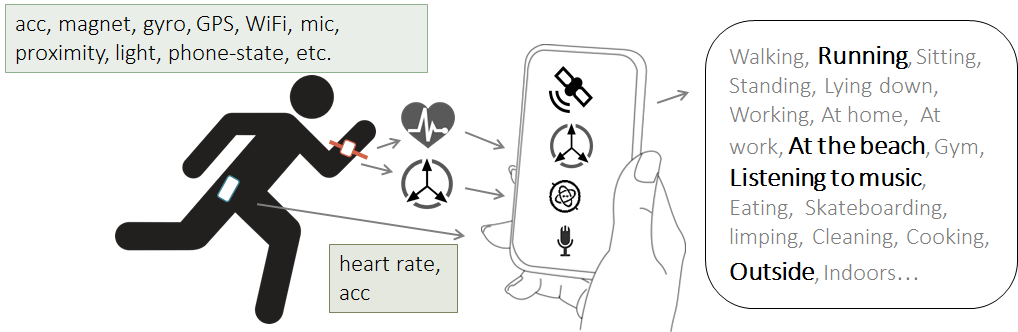 acc, magnet, gyro, GPS, WiFi, mic,
proximity, light, phone-state, etc.
heart rate,
acc
Walking, Running, Sitting,
Standing, Lying down,
Working, At home, At
work, At the beach, Gym,
Listening to music,
Eating, Skateboarding,
limping, Cleaning, Cooking,
Outside, Indoors…